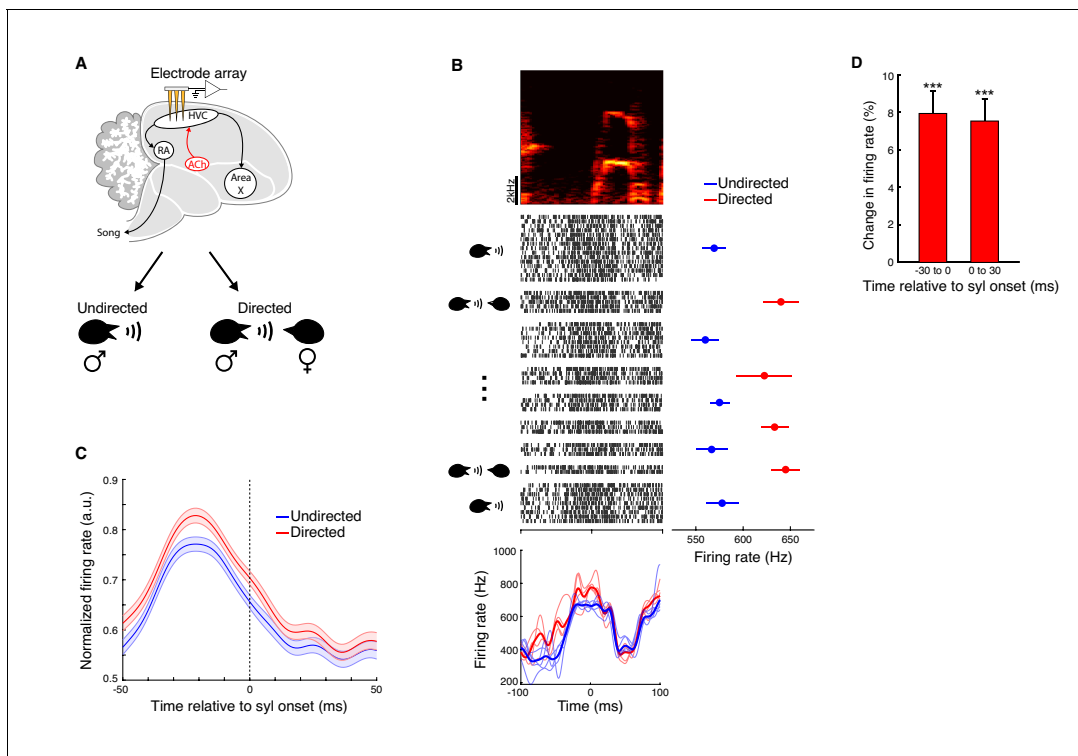 A
Electrode array
HVC
RA
ACh
Area
X
Song
Undirected
Directed
♂
♂
♀
B
2kHz
Undirected
Directed
550
600
650
Firing rate (Hz)
1000
800
600
400
200
Firing rate (Hz)
-100
0
100
Time (ms)
C
Undirected
Directed
0.9
0.8
0.7
0.6
0.5
Normalized firing rate (a.u.)
-50
0
50
Time relative to syl onset (ms)
D
10
8
6
4
2
0
Change in firing rate (%)
***
***
-30 to 0
0 to 30
Time relative to syl onset (ms)